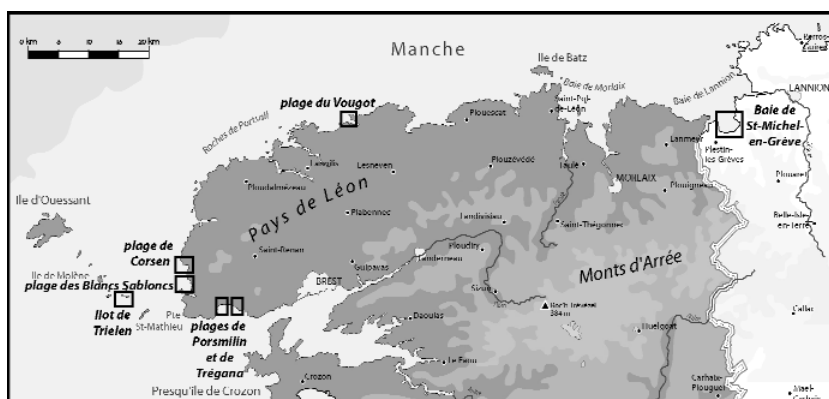 0 km 5 10 15 20 km
Manche
Ile de Batz
Baie de Morlaix
Baie de Lannion
LANNION
plage du Vougot
Roches de Portsall
Plouescat
Saint-Pol-
de-Léon
Lanmeur
Baie de
St-Michel-
en-Grève
Plestin-
les-Grèves
Lannilis
Lesneven
Plouzévédé
Taulé
MORLAIX
Plouigneau
Plouaret
Ploudalmézeau
Pays de Léon
Ile d'Ouessant
Plabennec
Landivisiau
Saint-Thégonnec
Belle-Isle-
en-Terre
plage de
Corsen
Saint-Renan
Guipavas
Landerneau
Ploudiry
Monts d'Arrée
Ile de Molène
plage des Blancs Sablons
BREST
Sizun
Ilot de
Trielen
Pte
St-Mathieu
plages de
Porsmilin
et de
Trégana
Daoulas
Roc'h Trévézel
384 m
Huelgoat
Callac
Le Faou
Presqu'île de Crozon
Crozon
Carhaix-
Plouguer